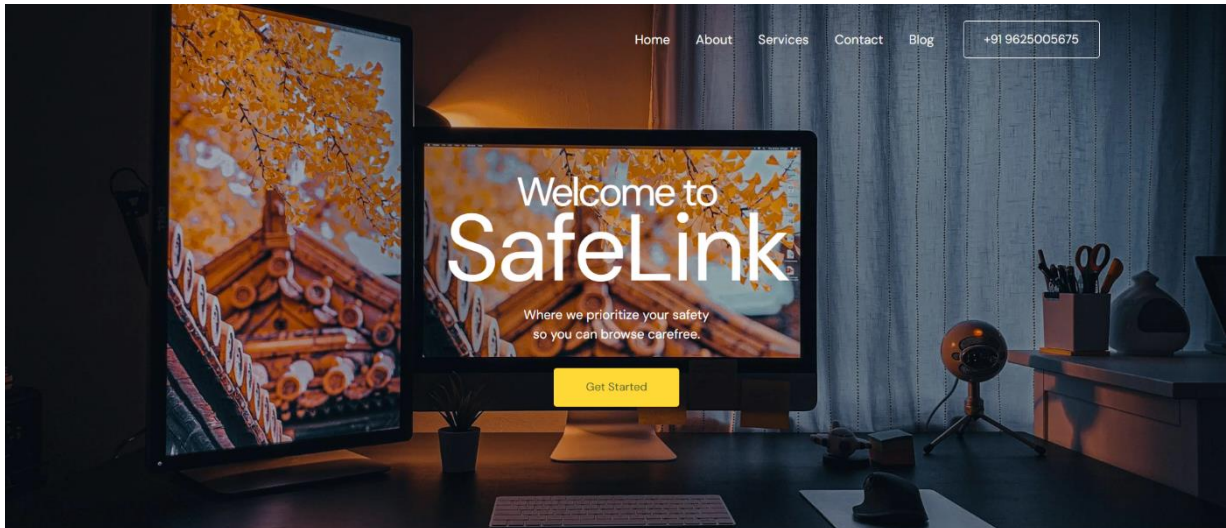 Home About Services Contact Blog +91 9625005675
Welcome to
SafeLink
Where we prioritize your safety
so you can browse carefree.
Get Started